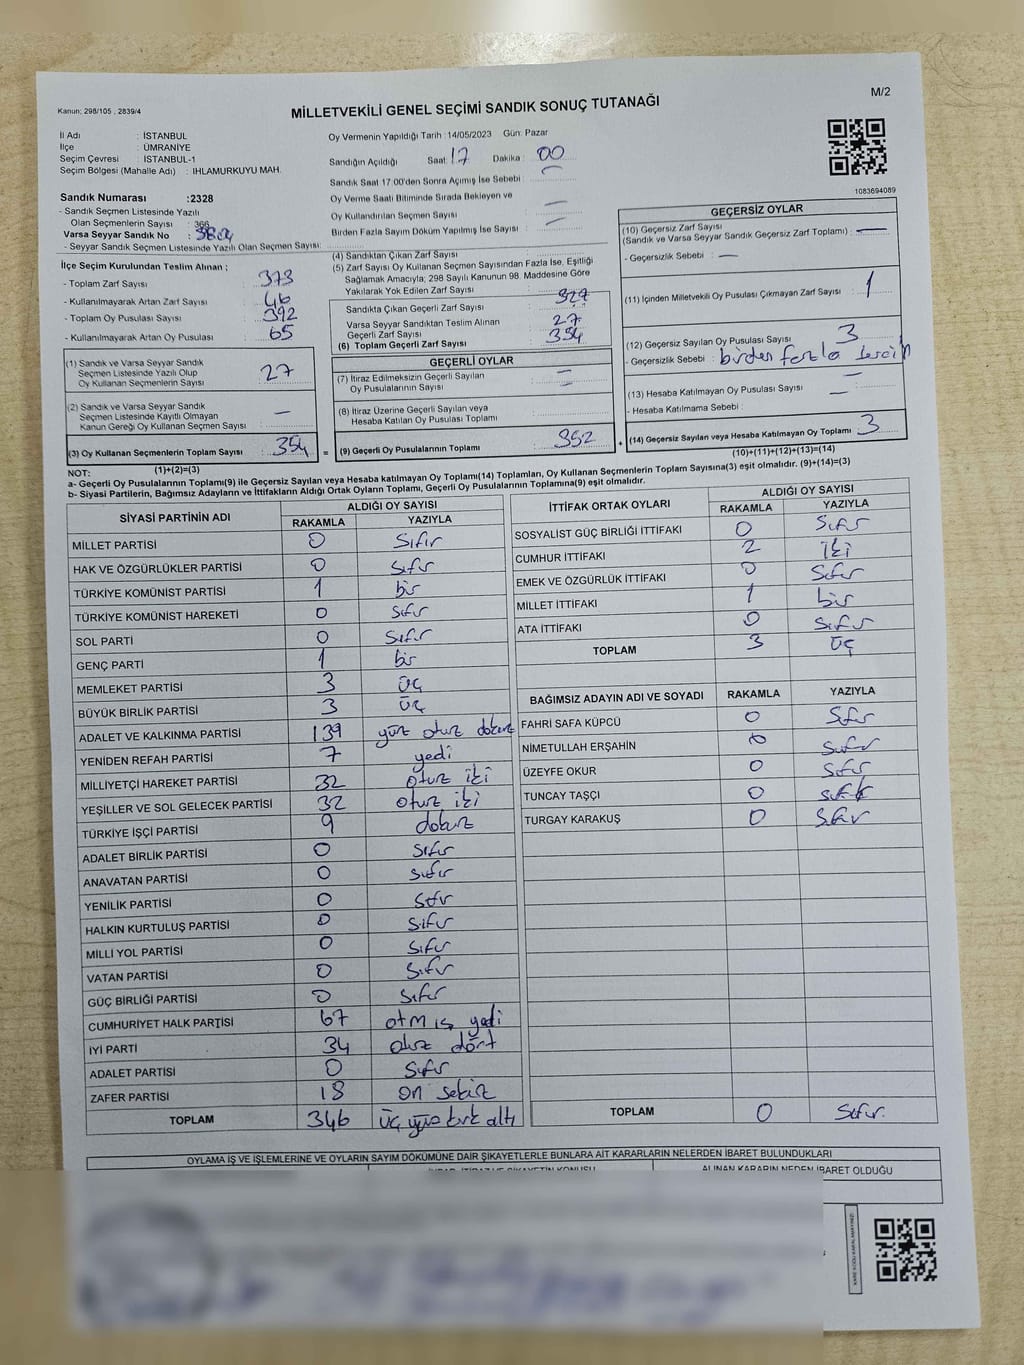 M/2
Kanun: 298/105 , 2839/4
MİLLETVEKİLİ GENEL SEÇİMİ SANDIK SONUÇ TUTANAĞI
İl Adı : İSTANBUL
İlçe : ÜMRANİYE
Seçim Çevresi : İSTANBUL-1
Seçim Bölgesi (Mahalle Adı) : IHLAMURKUYU MAH.
Sandık Numarası :2328
- Sandık Seçmen Listesinde Yazılı
Olan Seçmenlerin Sayısı : 366
Varsa Seyyar Sandık No :
- Seyyar Sandık Seçmen Listesinde Yazılı Olan Seçmen Sayısı:
İlçe Seçim Kurulundan Teslim Alınan ;
- Toplam Zarf Sayısı : 373
- Kullanılmayarak Artan Zarf Sayısı : 46
- Toplam Oy Pusulası Sayısı : 392
- Kullanılmayarak Artan Oy Pusulası : 65
(1) Sandık ve Varsa Seyyar Sandık
Seçmen Listesinde Yazılı Olup
Oy Kullanan Seçmenlerin Sayısı : 27
(2) Sandık ve Varsa Seyyar Sandık
Seçmen Listesinde Kayıtlı Olmayan
Kanun Gereği Oy Kullanan Seçmen Sayısı : —
(3) Oy Kullanan Seçmenlerin Toplam Sayısı : 354
(1)+(2)=(3)
Oy Vermenin Yapıldığı Tarih : 14/05/2023 Gün: Pazar
Sandığın Açıldığı Saat: 17 Dakika : 00
Sandık Saat 17:00'den Sonra Açımış İse Sebebi : —
Oy Verme Saati Bitiminde Sırada Bekleyen ve
Oy Kullandırılan Seçmen Sayısı : —
Birden Fazla Sayım Döküm Yapılmış İse Sayısı : —
(4) Sandıktan Çıkan Zarf Sayısı :
(5) Zarf Sayısı Oy Kullanan Seçmen Sayısından Fazla İse, Eşitliği
Sağlamak Amacıyla; 298 Sayılı Kanunun 98. Maddesine Göre
Yakılarak Yok Edilen Zarf Sayısı :
Sandıkta Çıkan Geçerli Zarf Sayısı : 327
Varsa Seyyar Sandıktan Teslim Alınan
Geçerli Zarf Sayısı : 27
(6) Toplam Geçerli Zarf Sayısı : 354
GEÇERLİ OYLAR
(7) İtiraz Edilmeksizin Geçerli Sayılan
Oy Pusulalarının Sayısı : —
(8) İtiraz Üzerine Geçerli Sayılan veya
Hesaba Katılan Oy Pusulası Toplamı :
= (9) Geçerli Oy Pusulalarının Toplamı : 352
1083694089
GEÇERSİZ OYLAR
(10) Geçersiz Zarf Sayısı
(Sandık ve Varsa Seyyar Sandık Geçersiz Zarf Toplamı) : —
- Geçersizlik Sebebi : —
(11) İçinden Milletvekili Oy Pusulası Çıkmayan Zarf Sayısı : 1
(12) Geçersiz Sayılan Oy Pusulası Sayısı : 3
- Geçersizlik Sebebi : birden fazla tercih
(13) Hesaba Katılmayan Oy Pusulası Sayısı : —
- Hesaba Katılmama Sebebi : —
+ (14) Geçersiz Sayılan veya Hesaba Katılmayan Oy Toplamı : 3
(10)+(11)+(12)+(13)=(14)
NOT:
a- Geçerli Oy Pusulalarının Toplamı(9) ile Geçersiz Sayılan veya Hesaba katılmayan Oy Toplamı(14) Toplamları, Oy Kullanan Seçmenlerin Toplam Sayısına(3) eşit olmalıdır. (9)+(14)=(3)
b- Siyasi Partilerin, Bağımsız Adayların ve İttifakların Aldığı Ortak Oyların Toplamı, Geçerli Oy Pusulalarının Toplamına(9) eşit olmalıdır.
SİYASİ PARTİNİN ADI ALDIĞI OY SAYISI
RAKAMLA YAZIYLA
MİLLET PARTİSİ 0 Sıfır
HAK VE ÖZGÜRLÜKLER PARTİSİ 0 Sıfır
TÜRKİYE KOMÜNİST PARTİSİ 1 bir
TÜRKİYE KOMÜNİST HAREKETİ 0 sıfır
SOL PARTİ 0 Sıfır
GENÇ PARTİ 1 bir
MEMLEKET PARTİSİ 3 üç
BÜYÜK BİRLİK PARTİSİ 3 üç
ADALET VE KALKINMA PARTİSİ 139 yüz otuz dokuz
YENİDEN REFAH PARTİSİ 7 yedi
MİLLİYETÇİ HAREKET PARTİSİ 32 otuz iki
YEŞİLLER VE SOL GELECEK PARTİSİ 32 otuz iki
TÜRKİYE İŞÇİ PARTİSİ 9 dokuz
ADALET BİRLİK PARTİSİ 0 Sıfır
ANAVATAN PARTİSİ 0 Sıfır
YENİLİK PARTİSİ 0 Sıfır
HALKIN KURTULUŞ PARTİSİ 0 Sıfır
MİLLİ YOL PARTİSİ 0 Sıfır
VATAN PARTİSİ 0 Sıfır
GÜÇ BİRLİĞİ PARTİSİ 0 Sıfır
CUMHURİYET HALK PARTİSİ 67 otmış yedi
İYİ PARTİ 34 otuz dört
ADALET PARTİSİ 0 Sıfır
ZAFER PARTİSİ 18 on sekiz
TOPLAM 346 üç yüz kırk altı
İTTİFAK ORTAK OYLARI ALDIĞI OY SAYISI
RAKAMLA YAZIYLA
SOSYALİST GÜÇ BİRLİĞİ İTTİFAKI 0 Sıfır
CUMHUR İTTİFAKI 2 İki
EMEK VE ÖZGÜRLÜK İTTİFAKI 0 Sıfır
MİLLET İTTİFAKI 1 bir
ATA İTTİFAKI 0 Sıfır
TOPLAM 3 üç
BAĞIMSIZ ADAYIN ADI VE SOYADI RAKAMLA YAZIYLA
FAHRİ SAFA KÜPCÜ 0 Sıfır
NİMETULLAH ERŞAHİN 0 Sıfır
ÜZEYFE OKUR 0 Sıfır
TUNCAY TAŞÇI 0 Sıfır
TURGAY KARAKUŞ 0 Sıfır
TOPLAM 0 Sıfır.
OYLAMA İŞ VE İŞLEMLERİNE VE OYLARIN SAYIM DÖKÜMÜNE DAİR ŞİKAYETLERLE BUNLARA AİT KARARLARIN NELERDEN İBARET BULUNDUKLARI
ALINAN KARARIN NEDEN İBARET OLDUĞU
KARE KODU KARALAMAYINIZ!